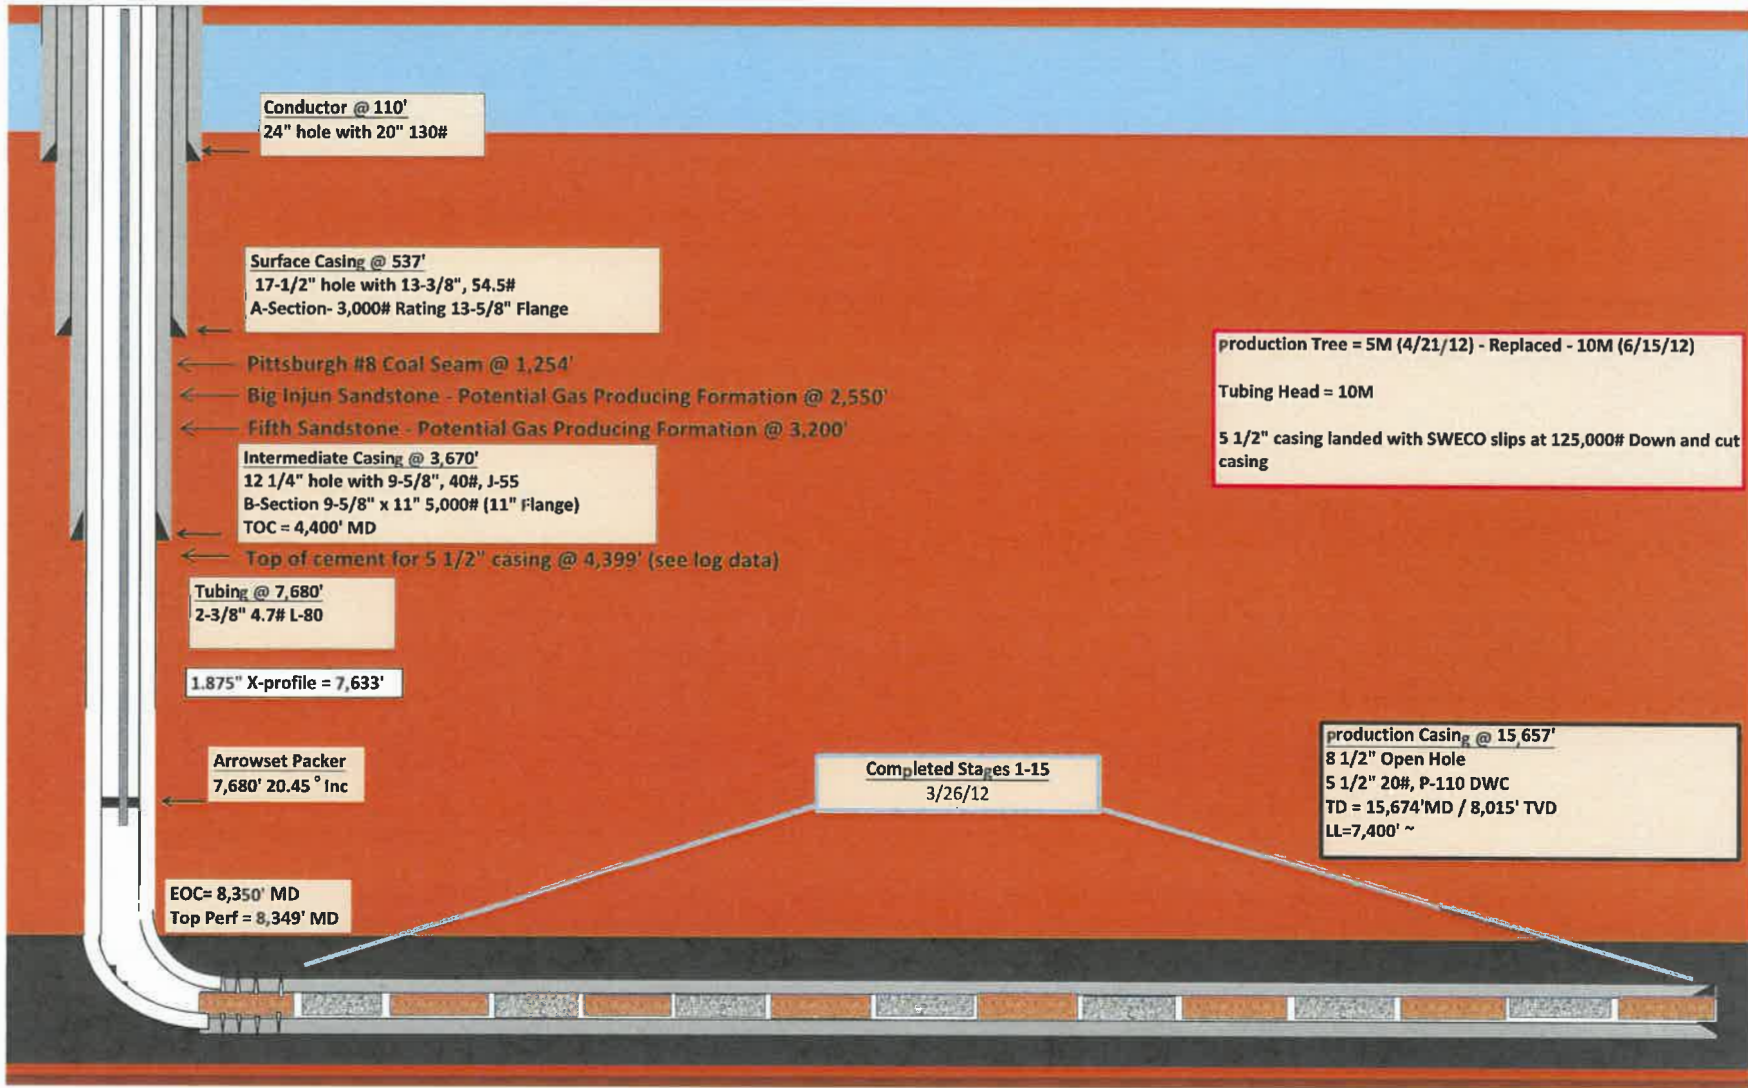 Conductor @ 110'
24" hole with 20" 130#
Surface Casing @ 537'
17-1/2" hole with 13-3/8", 54.5#
A-Section- 3,000# Rating 13-5/8" Flange
Pittsburgh #8 Coal Seam @ 1,254'
Big Injun Sandstone - Potential Gas Producing Formation @ 2,550'
Fifth Sandstone - Potential Gas Producing Formation @ 3,200'
Production Tree = 5M (4/21/12) - Replaced - 10M (6/15/12)
Tubing Head = 10M
5 1/2" casing landed with SWECO slips at 125,000# Down and cut
casing
Intermediate Casing @ 3,670'
12 1/4" hole with 9-5/8", 40#, J-55
B-Section 9-5/8" x 11" 5,000# (11" Flange)
TOC = 4,400' MD
Top of cement for 5 1/2" casing @ 4,399' (see log data)
Tubing @ 7,680'
2-3/8" 4.7# L-80
1.875" X-profile = 7,633'
Arrowset Packer
7,680' 20.45 ° Inc
Completed Stages 1-15
3/26/12
Production Casing @ 15,657'
8 1/2" Open Hole
5 1/2" 20#, P-110 DWC
TD = 15,674'MD / 8,015' TVD
LL=7,400' ~
EOC= 8,350' MD
Top Perf = 8,349' MD